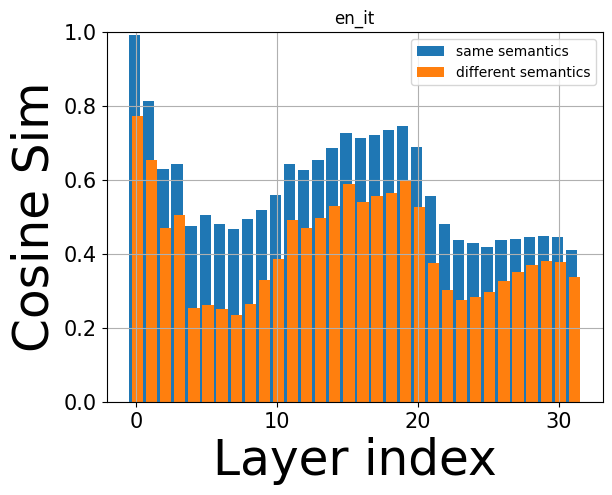 en_it
same semantics
different semantics
Cosine Sim
1.0
0.8
0.6
0.4
0.2
0.0
0 10 20 30
Layer index